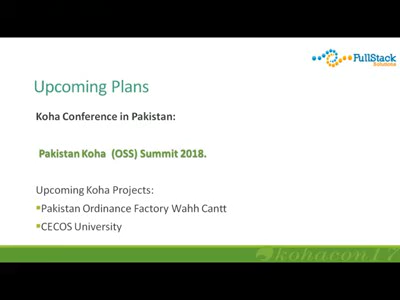 FullStack
Solutions
Upcoming Plans
Koha Conference in Pakistan:
Pakistan Koha (OSS) Summit 2018.
Upcoming Koha Projects:
▪Pakistan Ordinance Factory Wahh Cantt
▪CECOS University
kohacon17